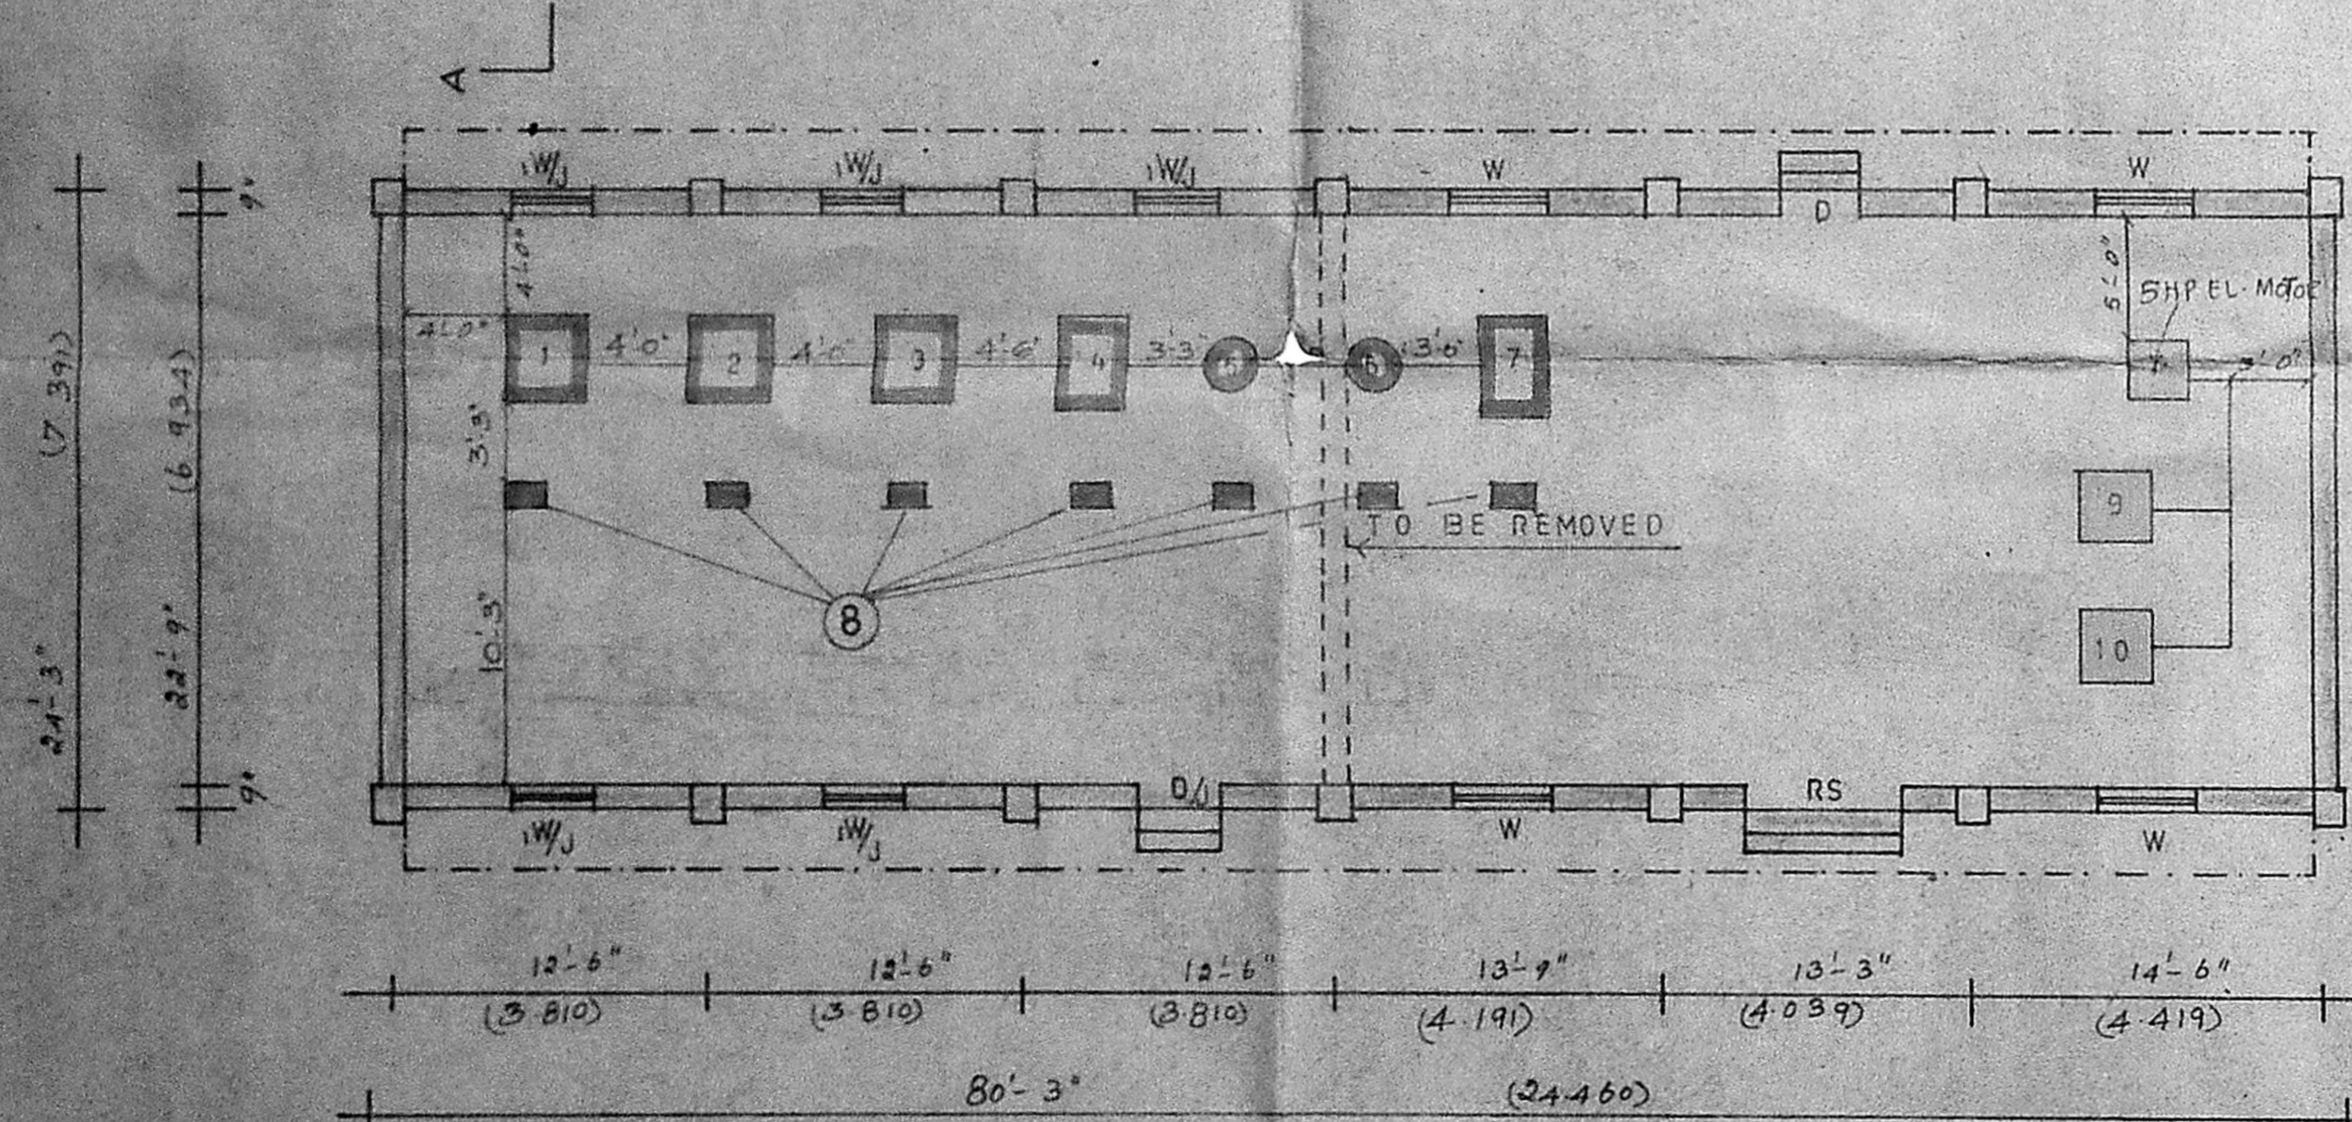 A
W/J W/J W/J W W
D
9"
4'-0"
5'-0"
5 HP EL. MOTOR
4'-0" 1 4'-0" 2 4'-0" 3 4'-6" 4 3'-3" 5 6 3'-6" 7 3'-0"
(7.391)
(6.934)
3'-3"
9
TO BE REMOVED
8
10'-3"
10
24'-3"
22'-9"
9"
D/J RS
W/J W/J W W
12'-6" 12'-6" 12'-6" 13'-9" 13'-3" 14'-6"
(3.810) (3.810) (3.810) (4.191) (4.039) (4.419)
80'-3" (24.460)